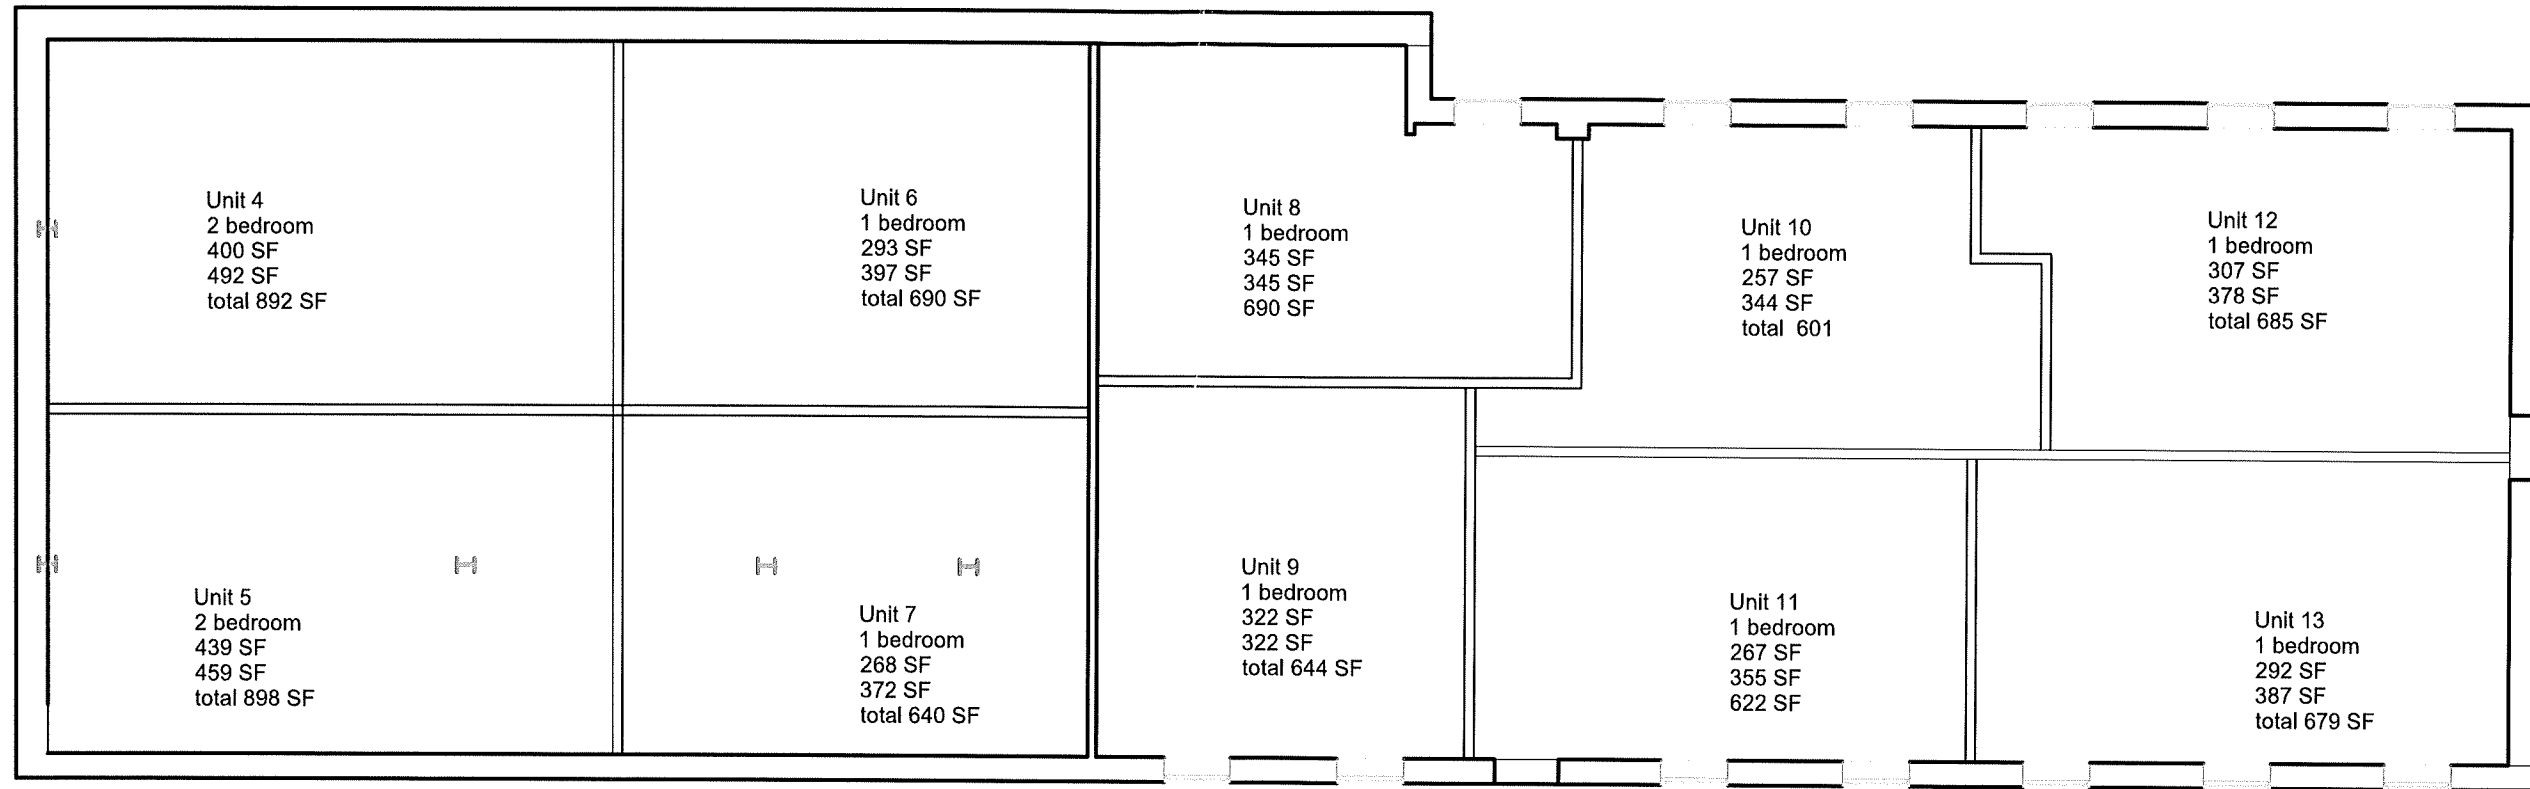 Unit 4
2 bedroom
400 SF
492 SF
total 892 SF
Unit 6
1 bedroom
293 SF
397 SF
total 690 SF
Unit 8
1 bedroom
345 SF
345 SF
690 SF
Unit 10
1 bedroom
257 SF
344 SF
total 601
Unit 12
1 bedroom
307 SF
378 SF
total 685 SF
Unit 5
2 bedroom
439 SF
459 SF
total 898 SF
Unit 7
1 bedroom
268 SF
372 SF
total 640 SF
Unit 9
1 bedroom
322 SF
322 SF
total 644 SF
Unit 11
1 bedroom
267 SF
355 SF
622 SF
Unit 13
1 bedroom
292 SF
387 SF
total 679 SF